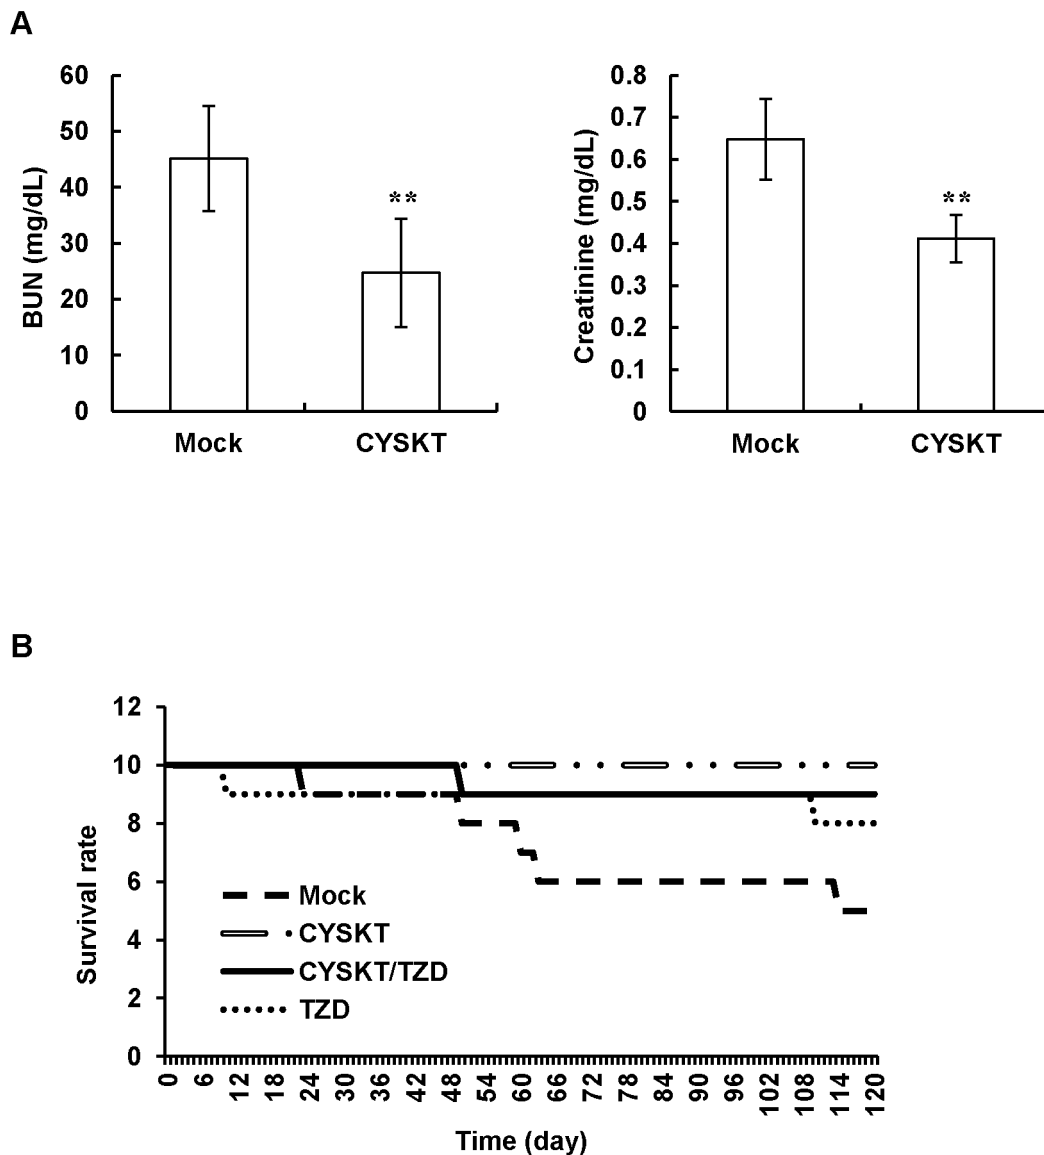 A
BUN (mg/dL)
60
50
40
30
20
10
0
**
Mock CYSKT
Creatinine (mg/dL)
0.8
0.7
0.6
0.5
0.4
0.3
0.2
0.1
0
**
Mock CYSKT
B
Survival rate
12
10
8
6
4
2
0
Mock
CYSKT
CYSKT/TZD
TZD
0 6 12 18 24 30 36 42 48 54 60 66 72 78 84 90 96 102 108 114 120
Time (day)